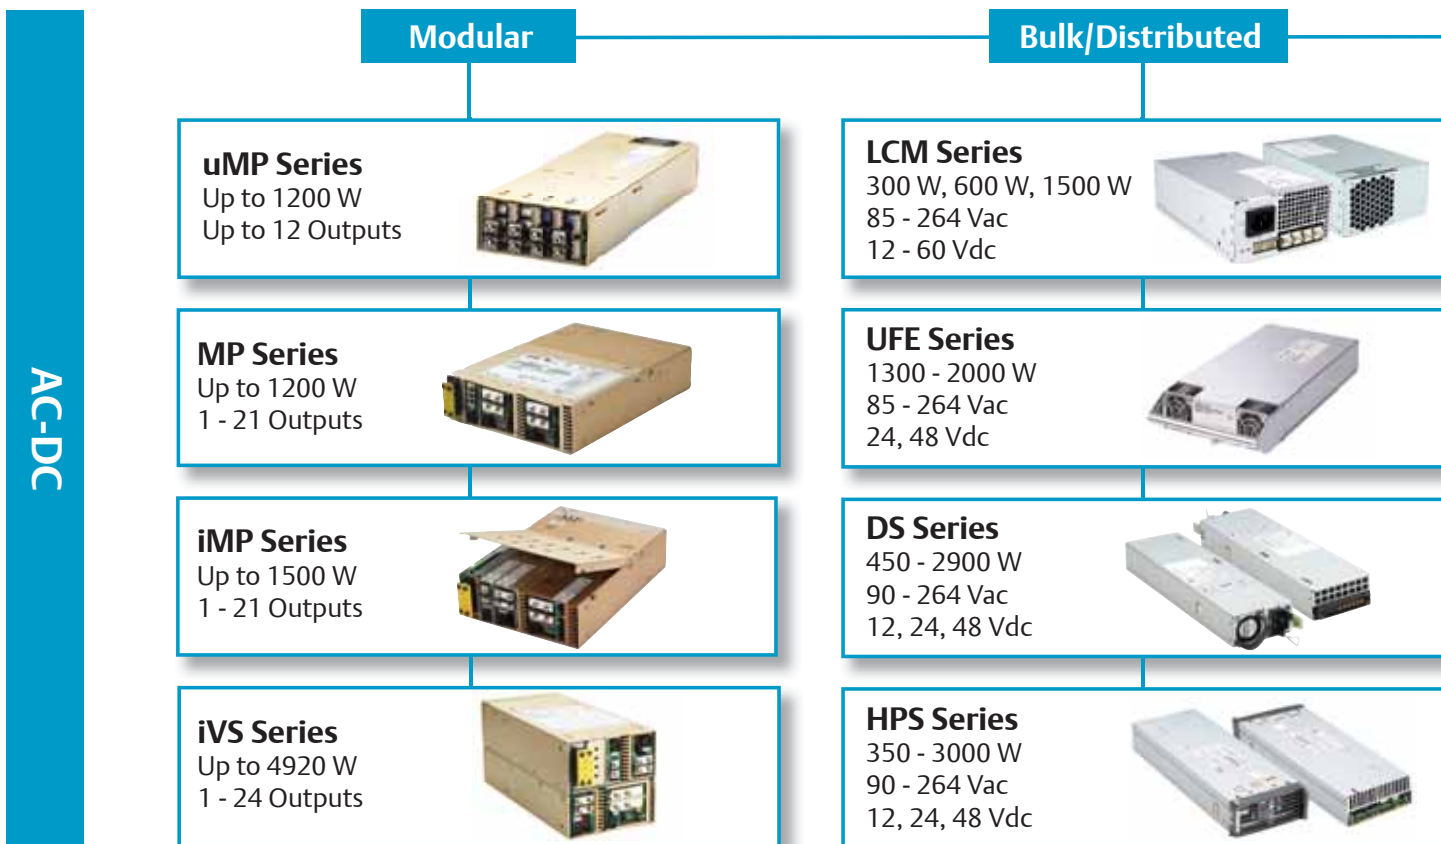 AC-DC
Modular
uMP Series
Up to 1200 W
Up to 12 Outputs
MP Series
Up to 1200 W
1 - 21 Outputs
iMP Series
Up to 1500 W
1 - 21 Outputs
iVS Series
Up to 4920 W
1 - 24 Outputs
Bulk/Distributed
LCM Series
300 W, 600 W, 1500 W
85 - 264 Vac
12 - 60 Vdc
UFE Series
1300 - 2000 W
85 - 264 Vac
24, 48 Vdc
DS Series
450 - 2900 W
90 - 264 Vac
12, 24, 48 Vdc
HPS Series
350 - 3000 W
90 - 264 Vac
12, 24, 48 Vdc